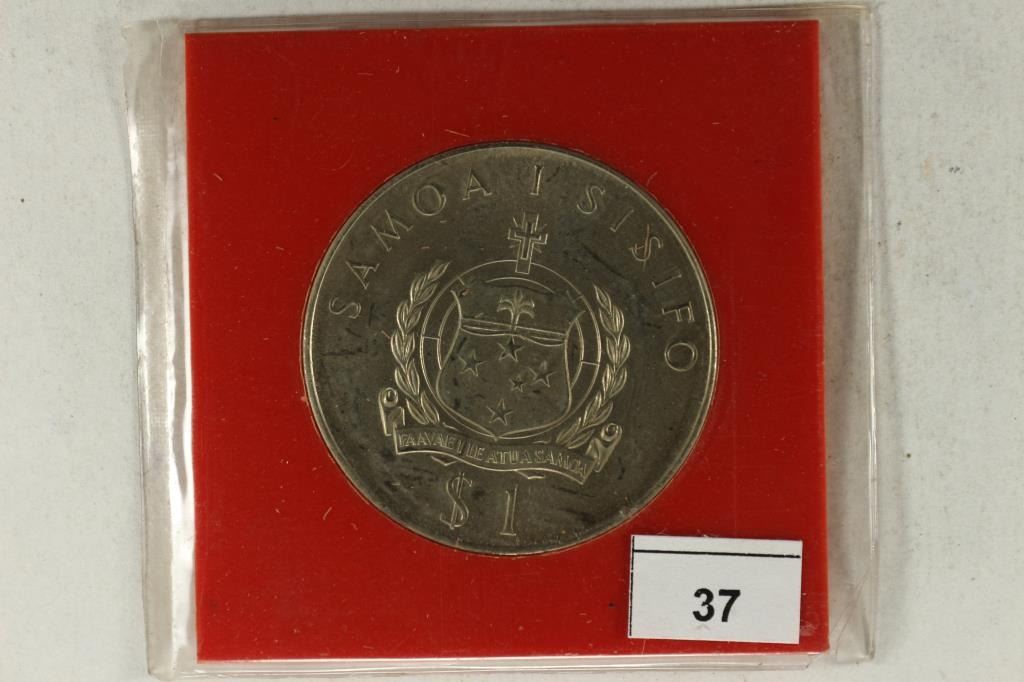 SAMOA I SISIFO
FAAVAE I LE ATUA SAMOA
$1
37